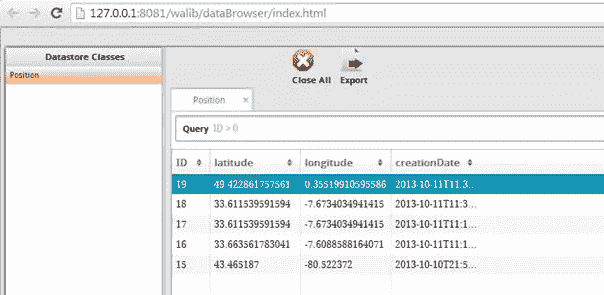 127.0.0.1:8081/walib/dataBrowser/index.html
Datastore Classes
Position
Close All Export
Position ×
Query ID > 0
ID latitude longitude creationDate
19 49.422861757561 0.35519910595586 2013-10-11T11:3...
18 33.611539591594 -7.6734034941415 2013-10-11T11:3...
17 33.611539591594 -7.6734034941415 2013-10-11T11:1...
16 33.663561783041 -7.6088588164071 2013-10-11T11:1...
15 43.465187 -80.522372 2013-10-10T21:5...